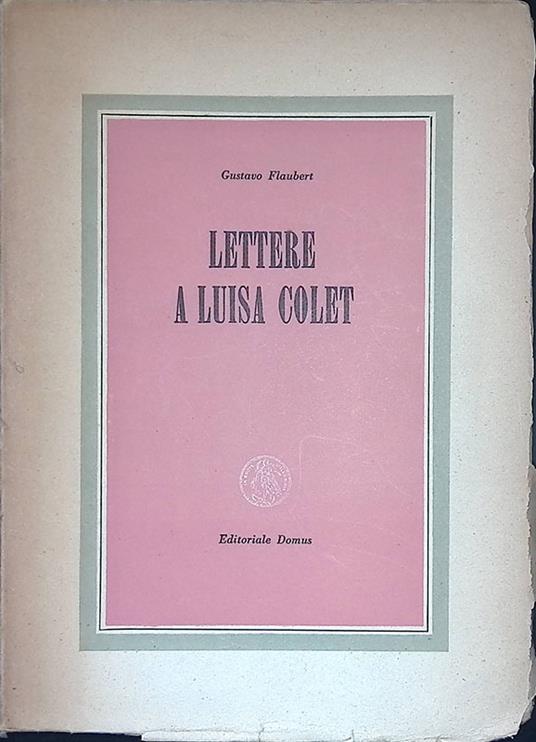 Gustavo Flaubert
LETTERE
A LUISA COLET
Editoriale Domus